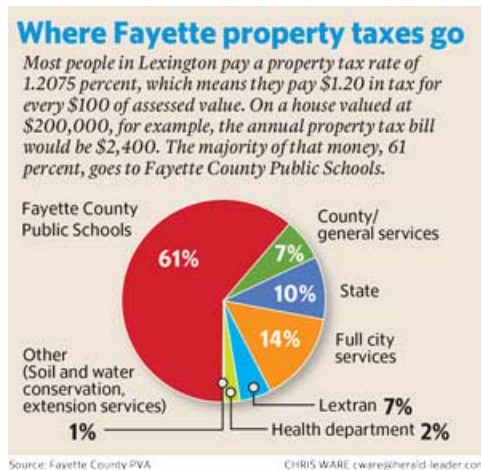 Where Fayette property taxes go
Most people in Lexington pay a property tax rate of
1.2075 percent, which means they pay $1.20 in tax for
every $100 of assessed value. On a house valued at
$200,000, for example, the annual property tax bill
would be $2,400. The majority of that money, 61
percent, goes to Fayette County Public Schools.
Fayette County
Public Schools
61%
County/
general services
7%
10%
State
14%
Full city
services
Other
(Soil and water
conservation,
extension services)
1%
Lextran 7%
Health department 2%
Source: Fayette County PVA
CHRIS WARE cware@herald-leader.com